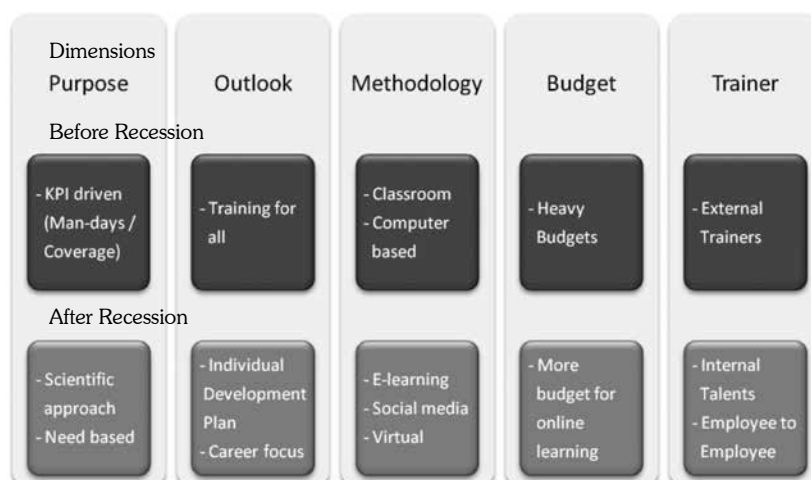 Dimensions
Purpose
Outlook
Methodology
Budget
Trainer
Before Recession
- KPI driven
(Man-days /
Coverage)
- Training for
all
- Classroom
- Computer
based
- Heavy
Budgets
- External
Trainers
After Recession
- Scientific
approach
- Need based
- Individual
Development
Plan
- Career focus
- E-learning
- Social media
- Virtual
- More
budget for
online
learning
- Internal
Talents
- Employee to
Employee